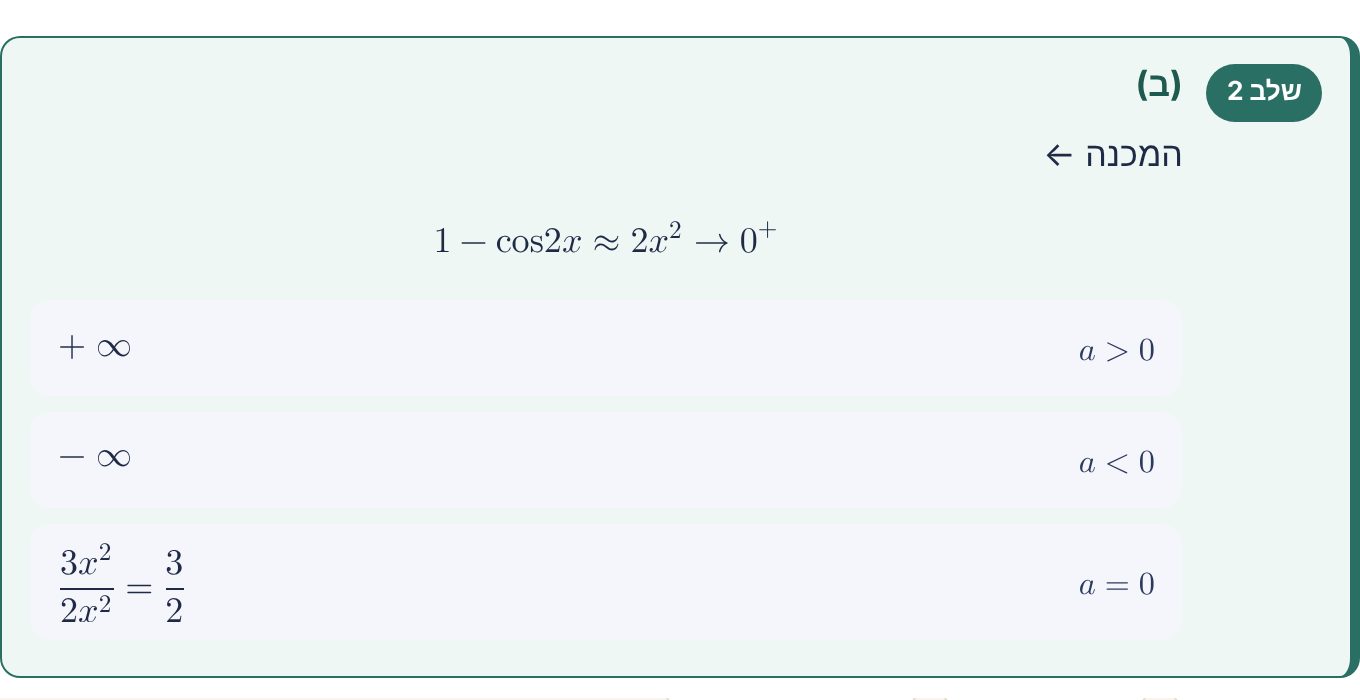 שלב 2
(ב)
המכנה ←
1 − cos2x ≈ 2x² → 0⁺
a > 0 + ∞
a < 0 − ∞
a = 0 3x²/2x² = 3/2